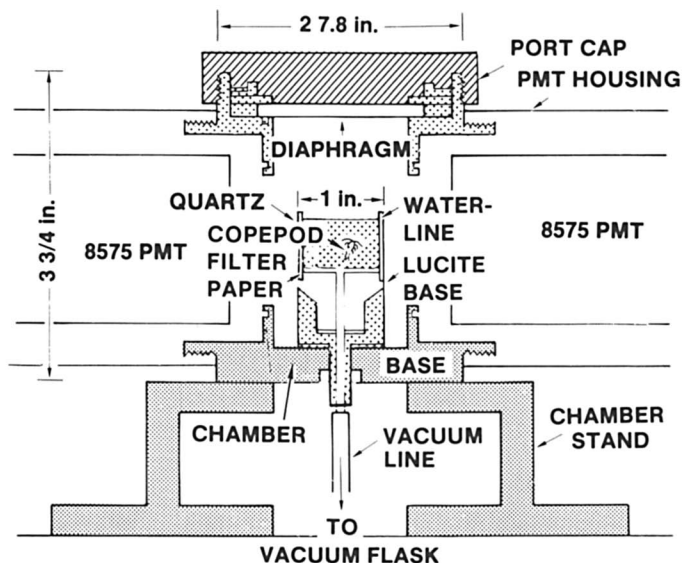 2 7.8 in.
PORT CAP
PMT HOUSING
DIAPHRAGM
3 3/4 in.
1 in.
QUARTZ
WATER-
LINE
8575 PMT
COPEPOD
8575 PMT
FILTER
PAPER
LUCITE
BASE
BASE
CHAMBER
VACUUM
LINE
CHAMBER
STAND
TO
VACUUM FLASK